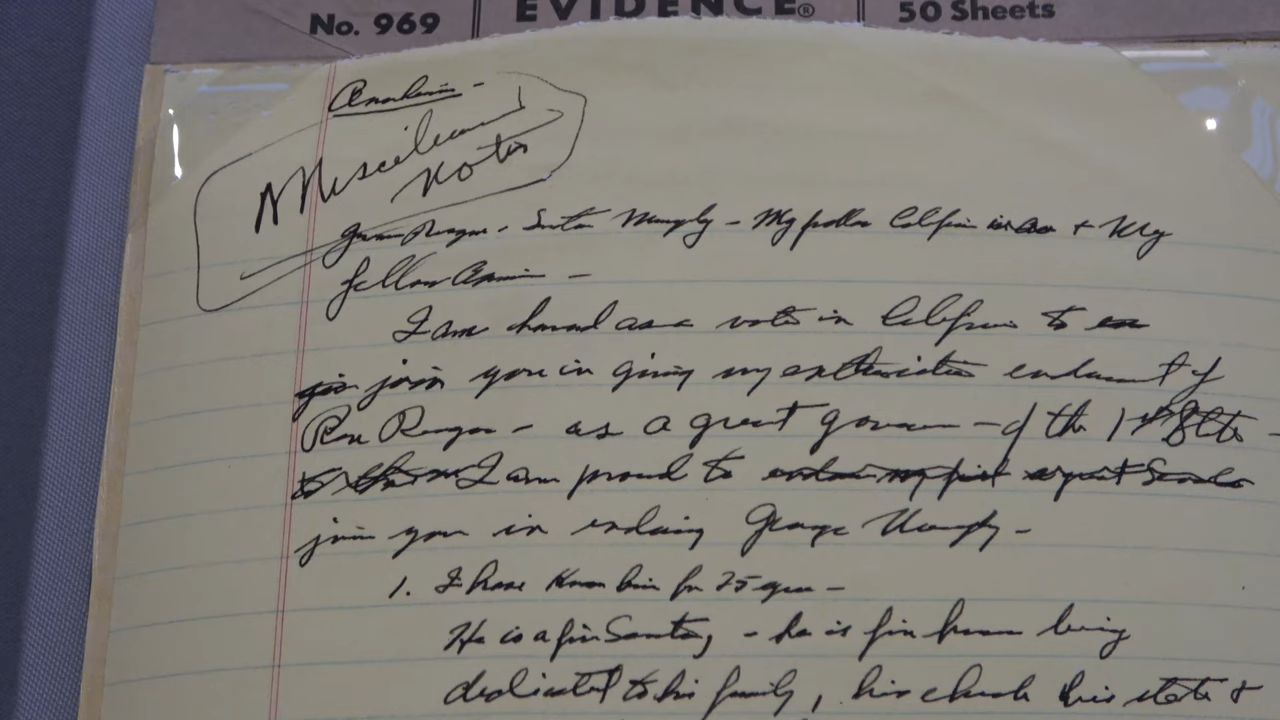 No. 969 EVIDENCE® 50 Sheets
Anaheim -
Miscellaneous
Notes
Governor Reagan - Senator Murphy - My fellow Californians + My
fellow Americans -
I am honored as a voter in California to
join you in giving my enthusiastic endorsement of
Ron Reagan - as a great governor - of the 1st State -
I am proud to
join you in endorsing George Murphy -
1. I have known him for 25 years -
He is a fine Senator, - he is fine human being
dedicated to his family, his church his state +